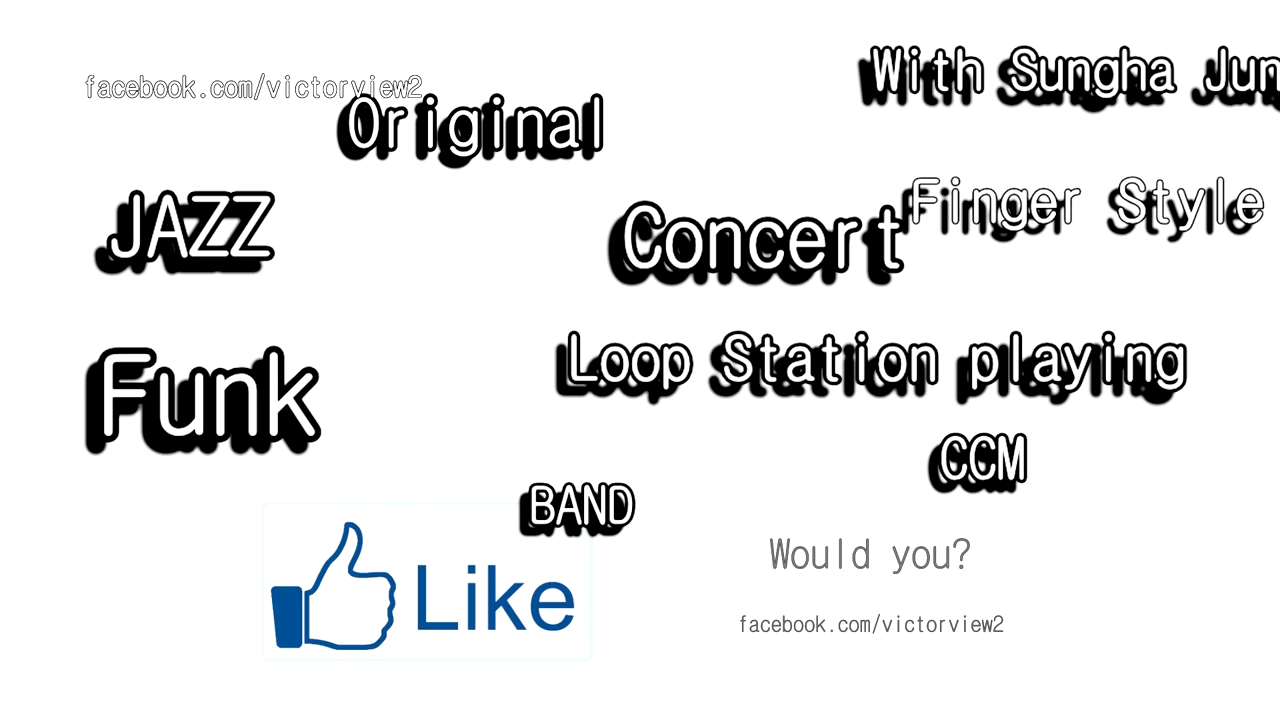 facebook.com/victorview2
With Sungha Jun
Original
JAZZ
Finger Style
Concert
Loop Station playing
Funk
CCM
BAND
Would you?
Like
facebook.com/victorview2